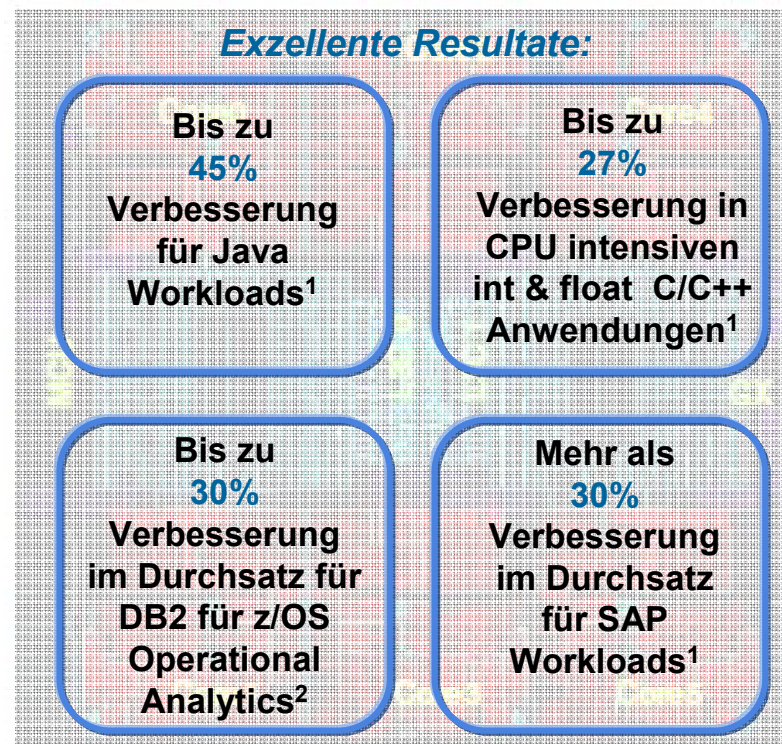 Exzellente Resultate:
Bis zu
45%
Verbesserung
für Java
Workloads¹
Bis zu
27%
Verbesserung in
CPU intensiven
int & float C/C++
Anwendungen¹
Bis zu
30%
Verbesserung
im Durchsatz für
DB2 für z/OS
Operational
Analytics²
Mehr als
30%
Verbesserung
im Durchsatz
für SAP
Workloads¹